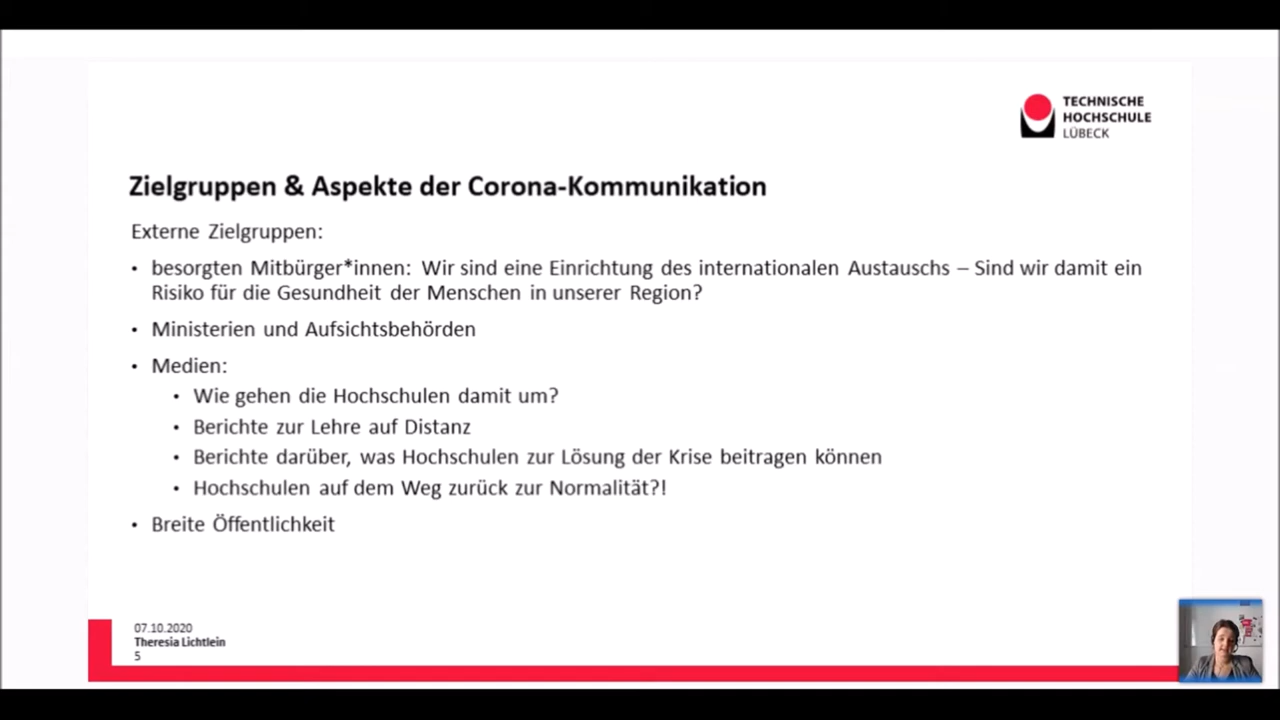 TECHNISCHE
HOCHSCHULE
LÜBECK
Zielgruppen & Aspekte der Corona-Kommunikation
Externe Zielgruppen:
• besorgten Mitbürger*innen: Wir sind eine Einrichtung des internationalen Austauschs – Sind wir damit ein
Risiko für die Gesundheit der Menschen in unserer Region?
• Ministerien und Aufsichtsbehörden
• Medien:
• Wie gehen die Hochschulen damit um?
• Berichte zur Lehre auf Distanz
• Berichte darüber, was Hochschulen zur Lösung der Krise beitragen können
• Hochschulen auf dem Weg zurück zur Normalität?!
• Breite Öffentlichkeit
07.10.2020
Theresia Lichtlein
5